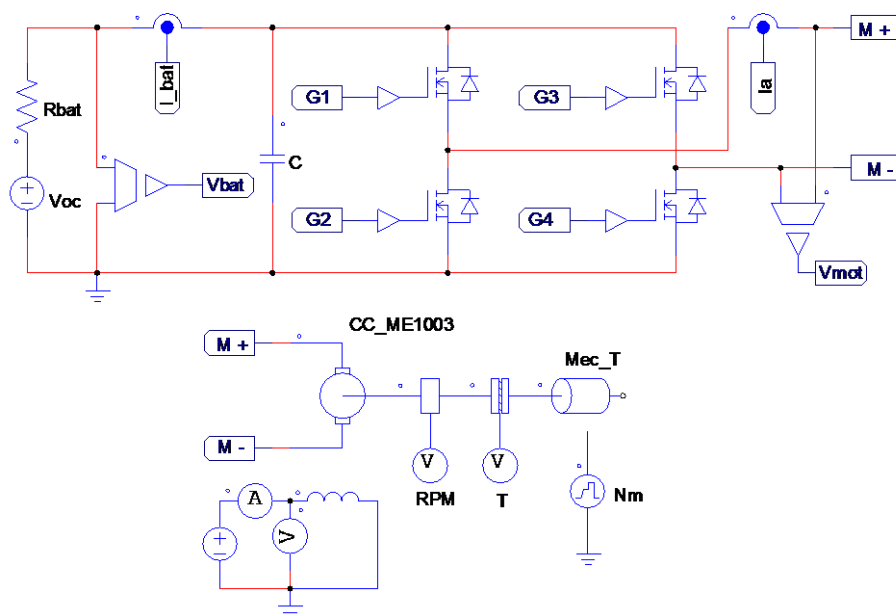 Rbat
Voc
I_bat
Vbat
C
G1
G2
G3
G4
Ia
M +
M -
Vmot
CC_ME1003
M +
M -
Mec_T
V
RPM
V
T
Nm
A
V